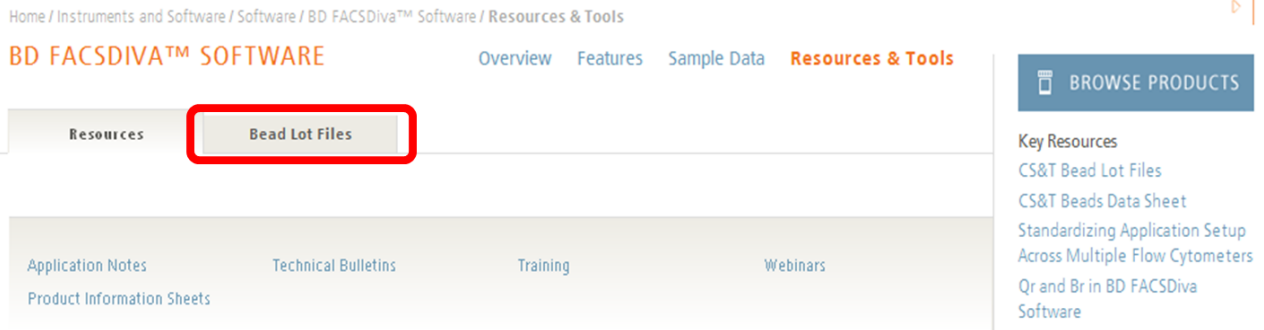 Home / Instruments and Software / Software / BD FACSDiva™ Software / Resources & Tools
BD FACSDIVA™ SOFTWARE
Overview Features Sample Data Resources & Tools
Resources Bead Lot Files
Application Notes Technical Bulletins Training Webinars
Product Information Sheets
BROWSE PRODUCTS
Key Resources
CS&T Bead Lot Files
CS&T Beads Data Sheet
Standardizing Application Setup
Across Multiple Flow Cytometers
Qr and Br in BD FACSDiva
Software